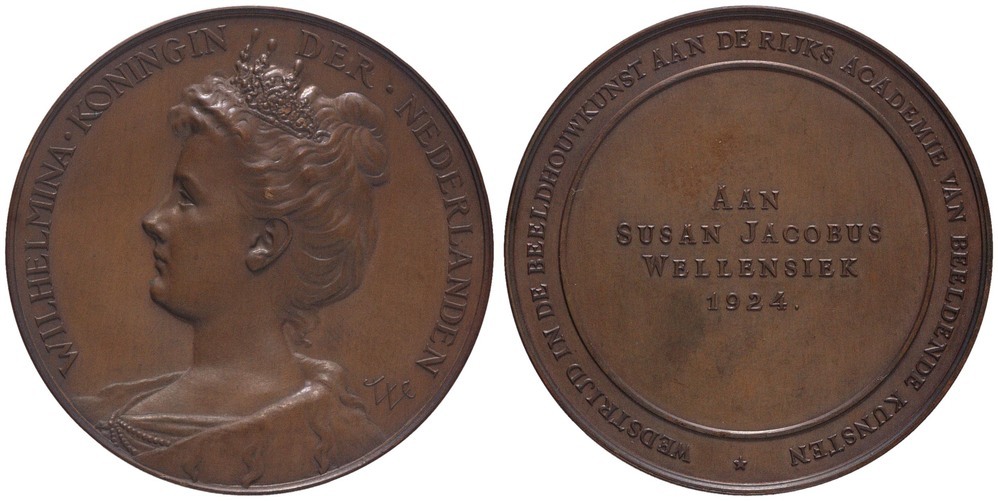 WILHELMINA · KONINGIN DER · NEDERLANDEN
WEDSTRIJD IN DE BEELDHOUWKUNST AAN DE RIJKS ACADEMIE VAN BEELDENDE KUNSTEN
AAN
SUSAN JACOBUS
WELLENSIEK
1924.